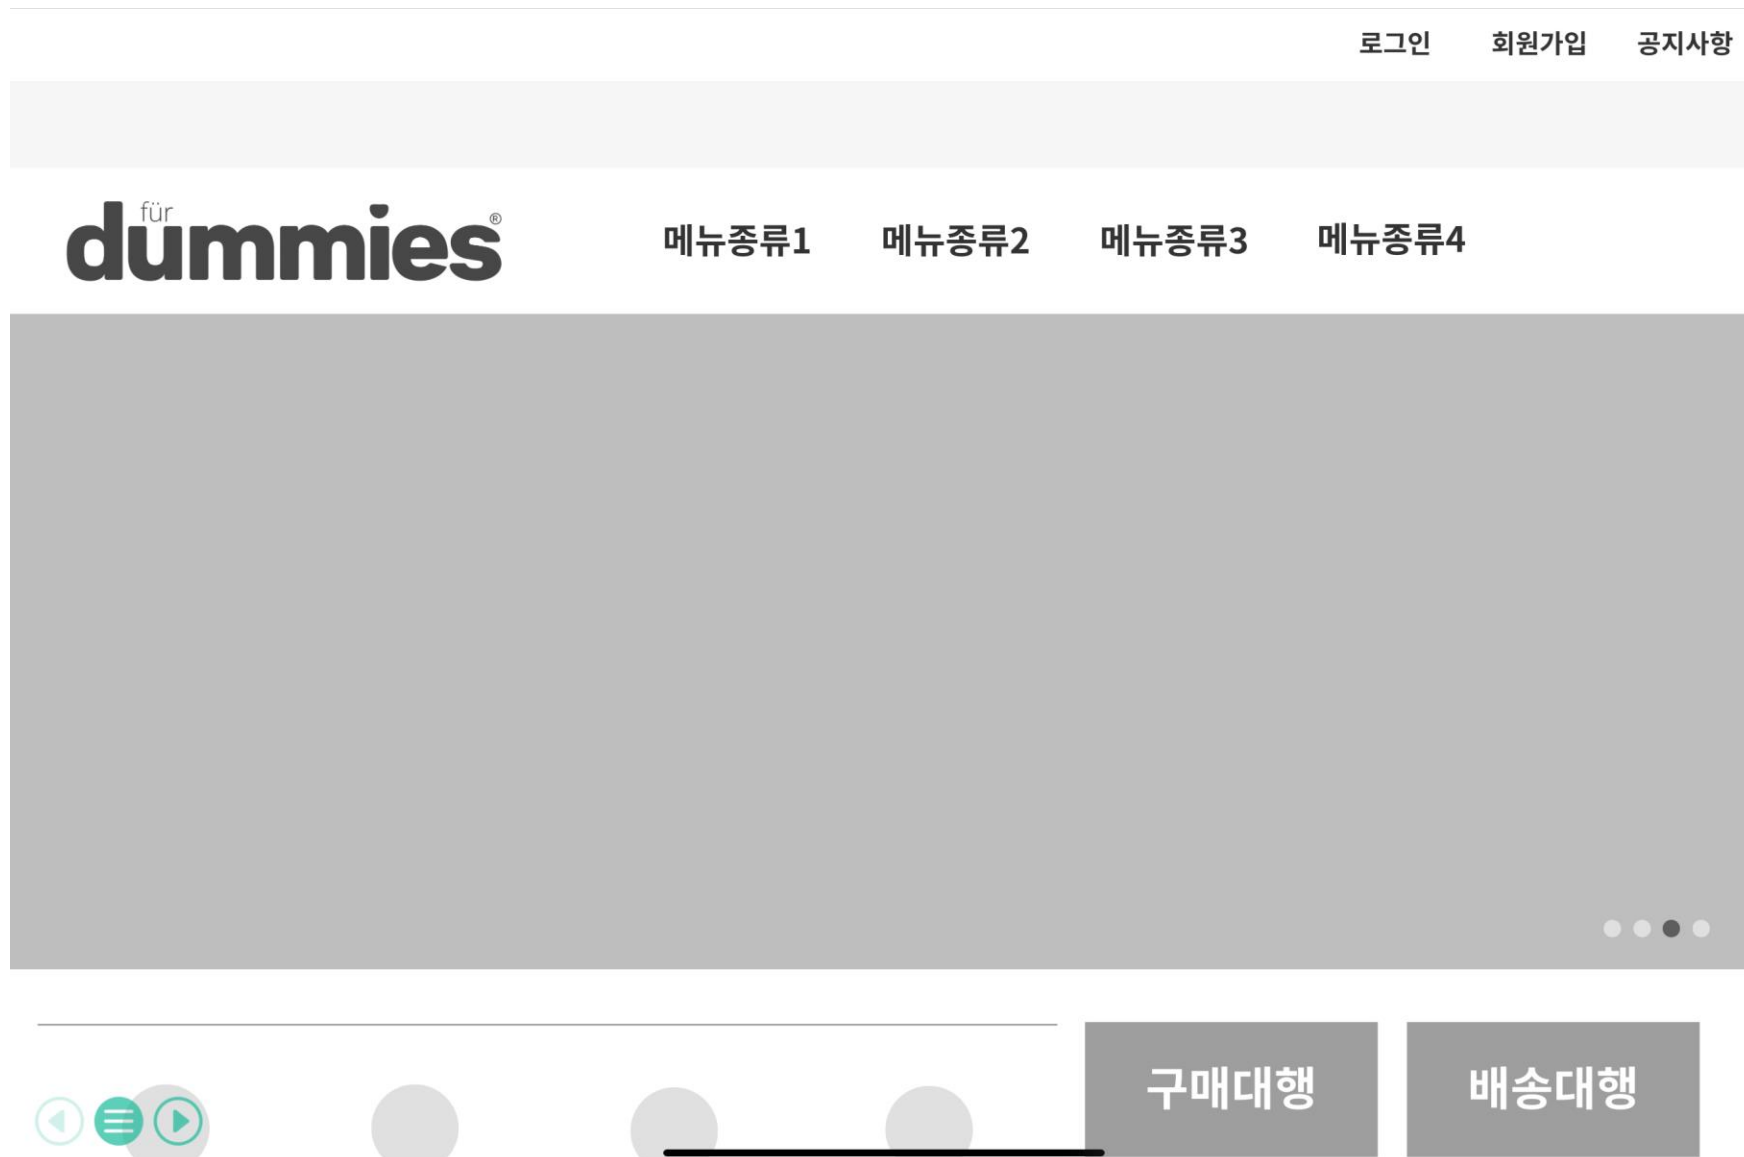 로그인 회원가입 공지사항
für
dümmies®
메뉴종류1 메뉴종류2 메뉴종류3 메뉴종류4
구매대행 배송대행